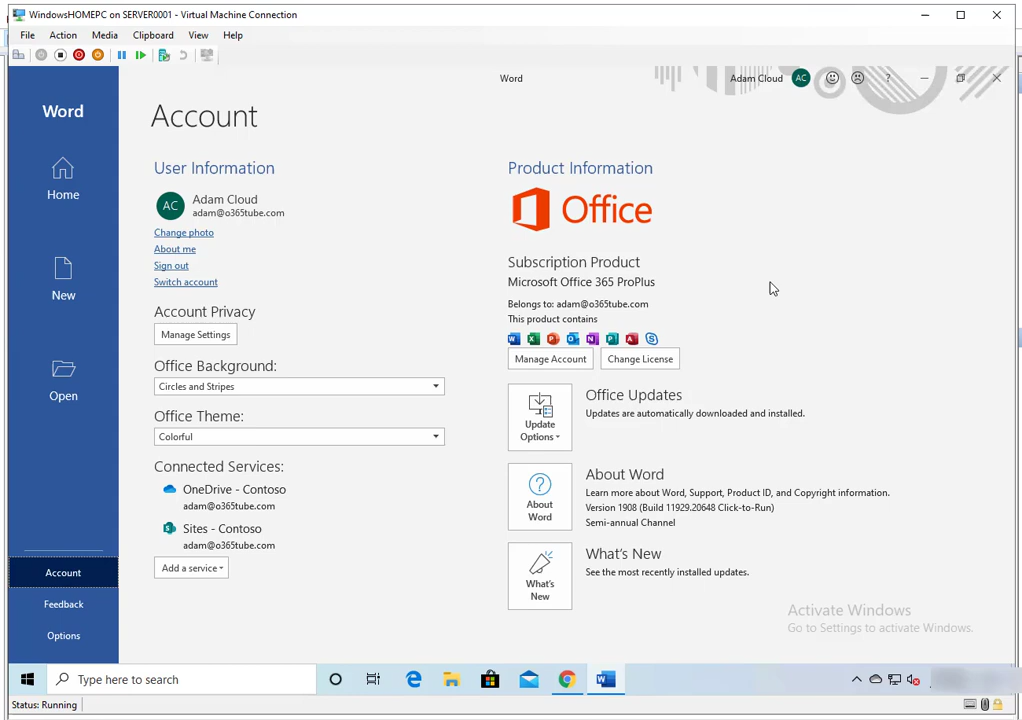 WindowsHOMEPC on SERVER0001 - Virtual Machine Connection
File Action Media Clipboard View Help
Word
Adam Cloud AC ?
Word
Home
New
Open
Account
Feedback
Options
Account
User Information
AC
Adam Cloud
adam@o365tube.com
Change photo
About me
Sign out
Switch account
Account Privacy
Manage Settings
Office Background:
Circles and Stripes
Office Theme:
Colorful
Connected Services:
OneDrive - Contoso
adam@o365tube.com
Sites - Contoso
adam@o365tube.com
Add a service
Product Information
Office
Subscription Product
Microsoft Office 365 ProPlus
Belongs to: adam@o365tube.com
This product contains
Manage Account Change License
Update
Options
Office Updates
Updates are automatically downloaded and installed.
About
Word
About Word
Learn more about Word, Support, Product ID, and Copyright information.
Version 1908 (Build 11929.20648 Click-to-Run)
Semi-annual Channel
What's
New
What's New
See the most recently installed updates.
Activate Windows
Go to Settings to activate Windows.
Type here to search
Status: Running